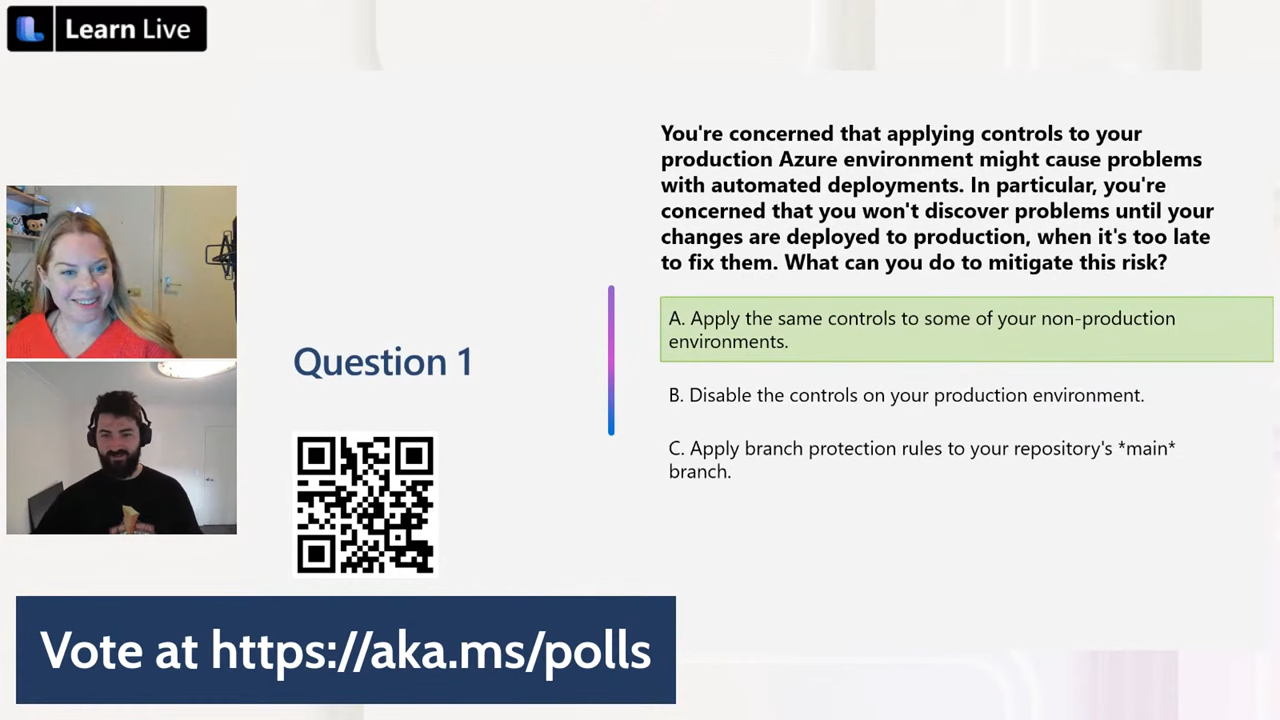 Learn Live
You're concerned that applying controls to your
production Azure environment might cause problems
with automated deployments. In particular, you're
concerned that you won't discover problems until your
changes are deployed to production, when it's too late
to fix them. What can you do to mitigate this risk?
A. Apply the same controls to some of your non-production
environments.
B. Disable the controls on your production environment.
C. Apply branch protection rules to your repository's *main*
branch.
Question 1
Vote at https://aka.ms/polls